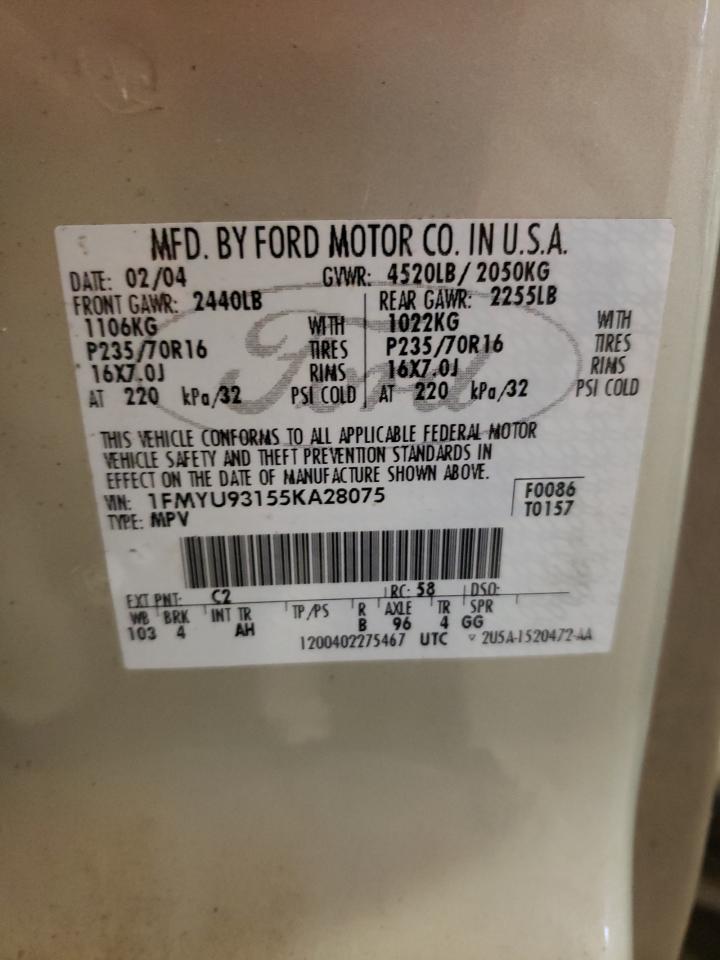 MFD. BY FORD MOTOR CO. IN U.S.A.
DATE: 02/04 GVWR: 4520LB/ 2050KG
FRONT GAWR: 2440LB REAR GAWR: 2255LB
1106KG WITH 1022KG WITH
P235/70R16 TIRES P235/70R16 TIRES
16X7.0J RIMS 16X7.0J RIMS
AT 220 kPa/32 PSI COLD AT 220 kPa/32 PSI COLD
Ford
THIS VEHICLE CONFORMS TO ALL APPLICABLE FEDERAL MOTOR
VEHICLE SAFETY AND THEFT PREVENTION STANDARDS IN
EFFECT ON THE DATE OF MANUFACTURE SHOWN ABOVE.
VIN: 1FMYU93155KA28075 F0086
TYPE: MPV T0157
EXT PNT: C2 RC: 58 DSO:
WB BRK INT TR TP/PS R AXLE TR SPR
103 4 AH B 96 4 GG
1200402275467 UTC ▽ 2U5A-1520472-AA